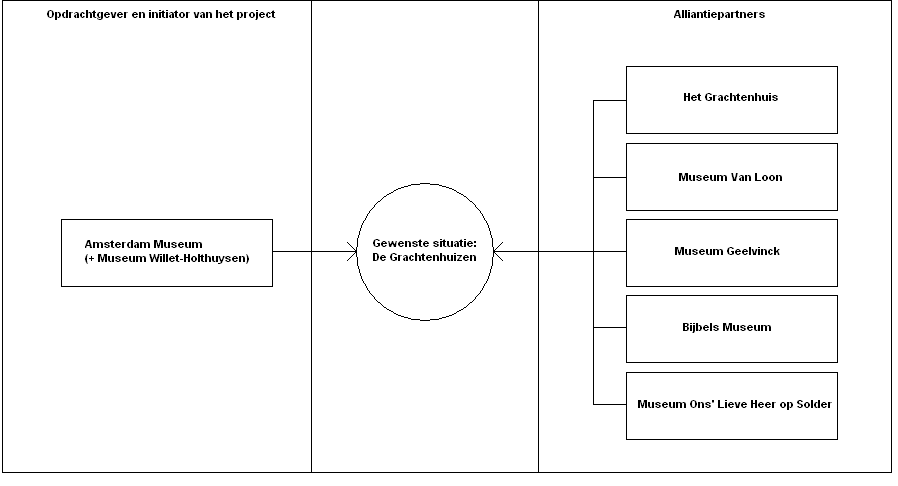 Opdrachtgever en initiator van het project
Alliantiepartners
Amsterdam Museum
(+ Museum Willet-Holthuysen)
Gewenste situatie:
De Grachtenhuizen
Het Grachtenhuis
Museum Van Loon
Museum Geelvinck
Bijbels Museum
Museum Ons' Lieve Heer op Solder